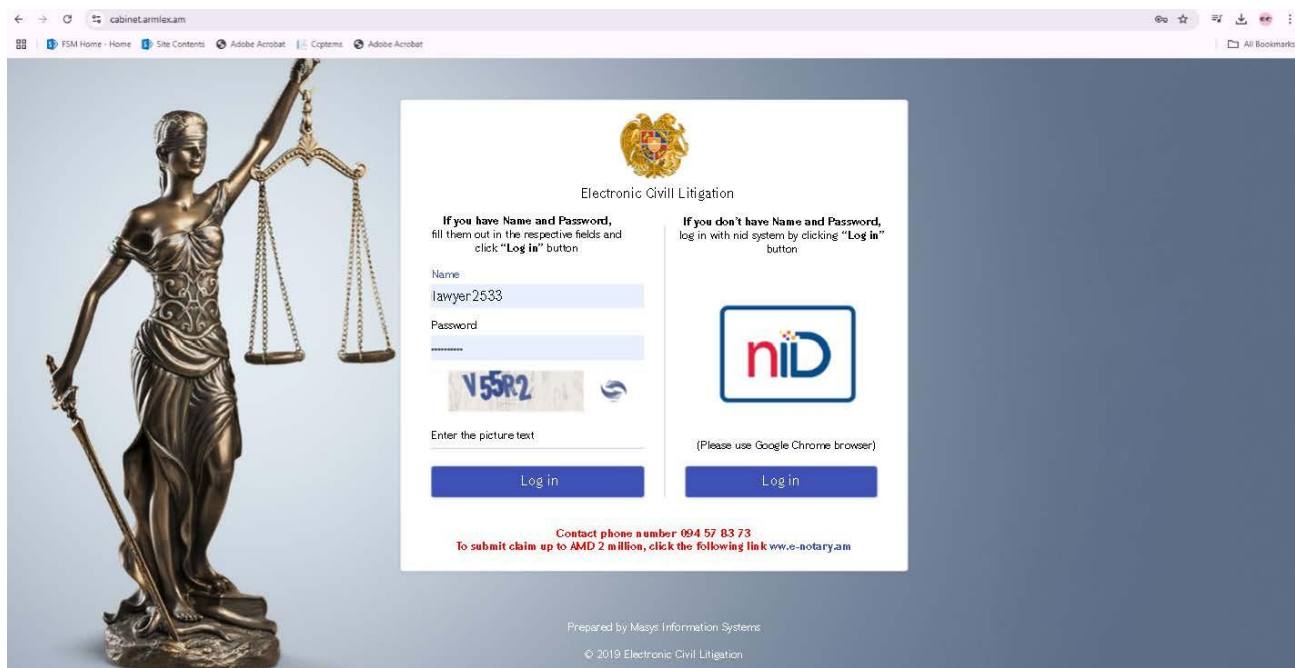 cabinet.armlex.am
FSM Home - Home Site Contents Adobe Acrobat Adobe Acrobat All Bookmarks
Electronic Civill Litigation
If you have Name and Password,
fill them out in the respective fields and
click “Log in” button
Name
lawyer2533
Password
V55R2
Enter the picture text
Log in
If you don't have Name and Password,
log in with nid system by clicking “Log in”
button
niD
(Please use Google Chrome browser)
Log in
Contact phone number 094 57 83 73
To submit claim up to AMD 2 million, click the following link ww.e-notary.am
Prepared by Masys Information Systems
© 2019 Electronic Civil Litigation